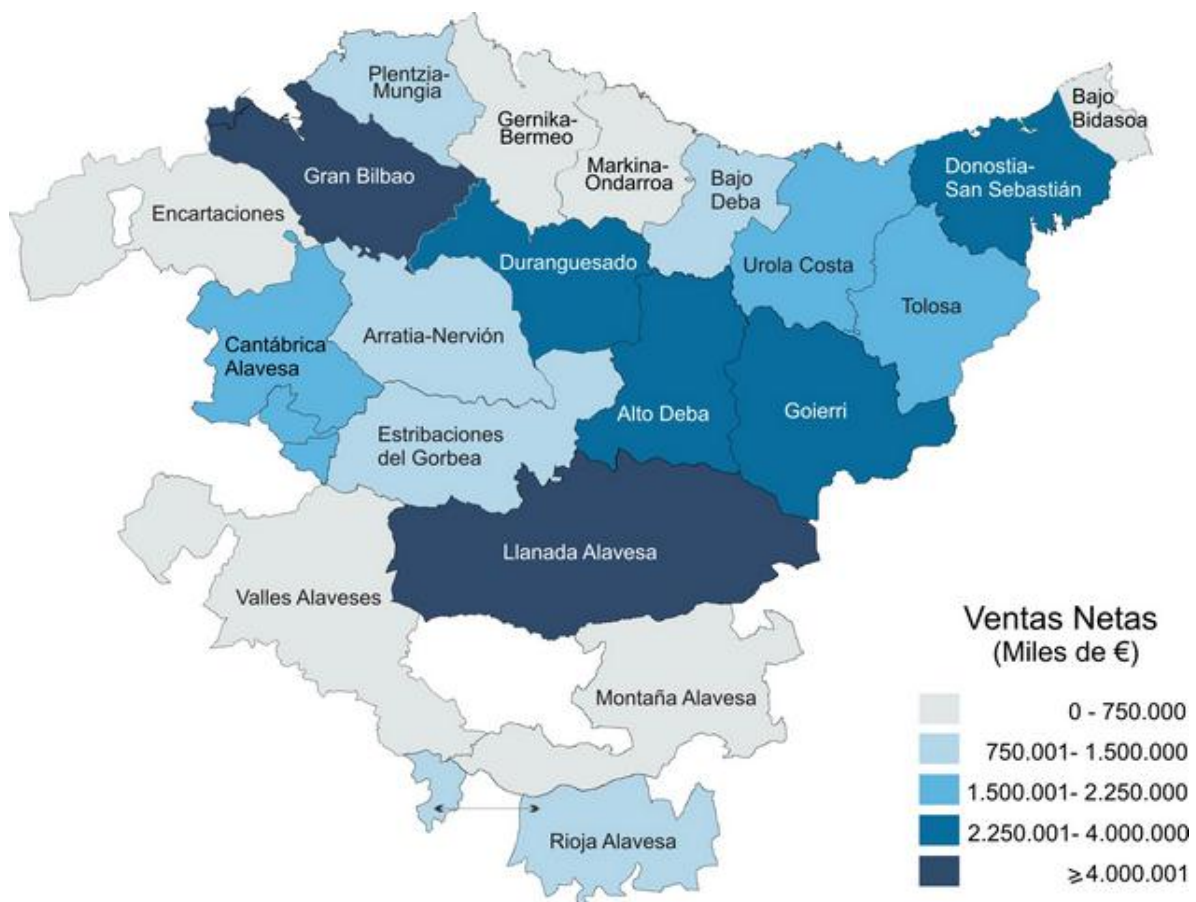 Plentzia-
Mungia
Gernika-
Bermeo
Bajo
Bidasoa
Gran Bilbao
Markina-
Ondarroa
Bajo
Deba
Donostia-
San Sebastián
Encartaciones
Duranguesado
Urola Costa
Tolosa
Cantábrica
Alavesa
Arratia-Nervión
Alto Deba
Goierri
Estribaciones
del Gorbea
Llanada Alavesa
Valles Alaveses
Montaña Alavesa
Rioja Alavesa
Ventas Netas
(Miles de €)
0 - 750.000
750.001- 1.500.000
1.500.001- 2.250.000
2.250.001- 4.000.000
⩾4.000.001